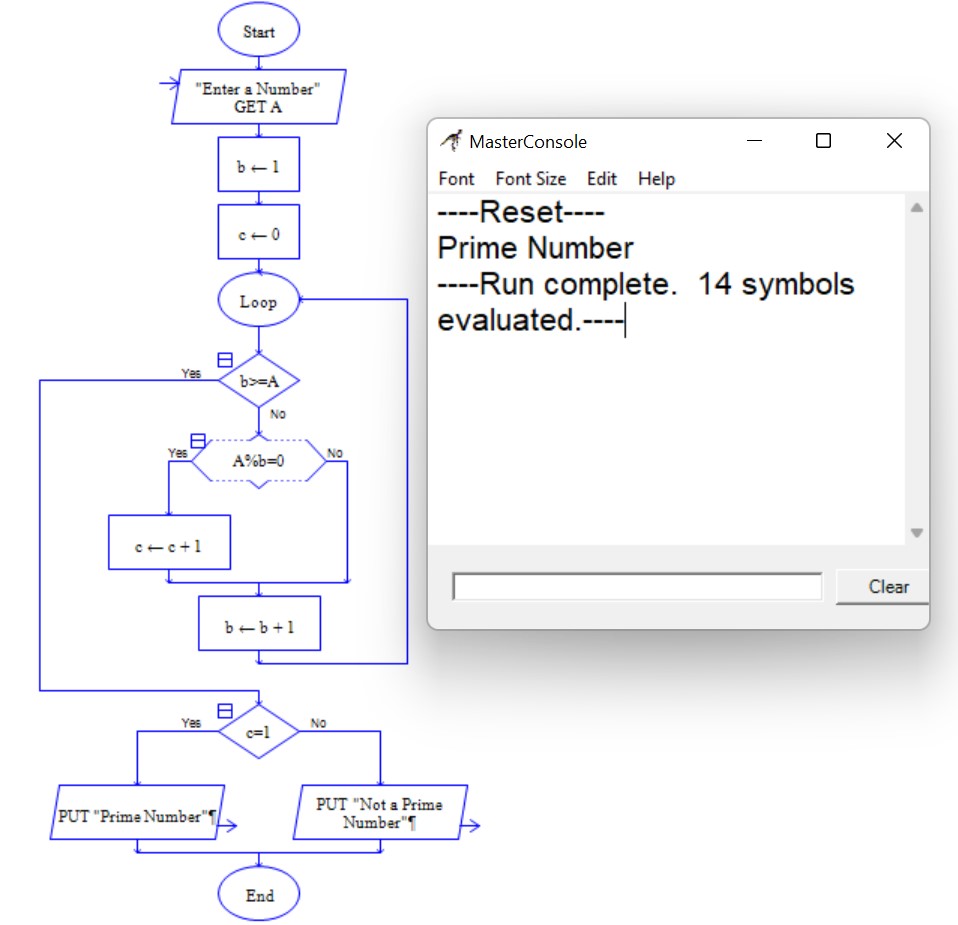 Start
"Enter a Number"
GET A
b ← 1
c ← 0
Loop
Yes
b>=A
No
Yes
A%b=0
No
c ← c + 1
b ← b + 1
Yes
c=1
No
PUT "Prime Number"¶
PUT "Not a Prime
Number"¶
End
MasterConsole
Font Font Size Edit Help
----Reset----
Prime Number
----Run complete.  14 symbols
evaluated.----
Clear